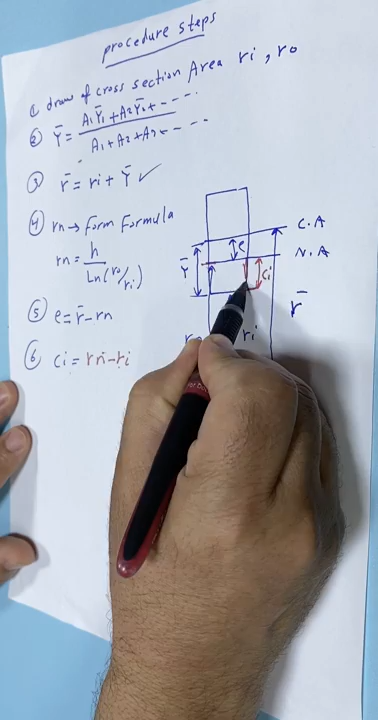 procedure steps
① draw of cross section Area ri , ro
② Ȳ = A1Ȳ1 + A2Ȳ2 + - - - -
A1 + A2 + A3 + - - - -
③ r̄ = ri + Ȳ ✓
④ rn → form formula
rn = h
Ln(ro/ri)
⑤ e = r̄ - rn
⑥ ci = rn - ri
C.A
e
N.A
Ȳ
ci
r̄
ri